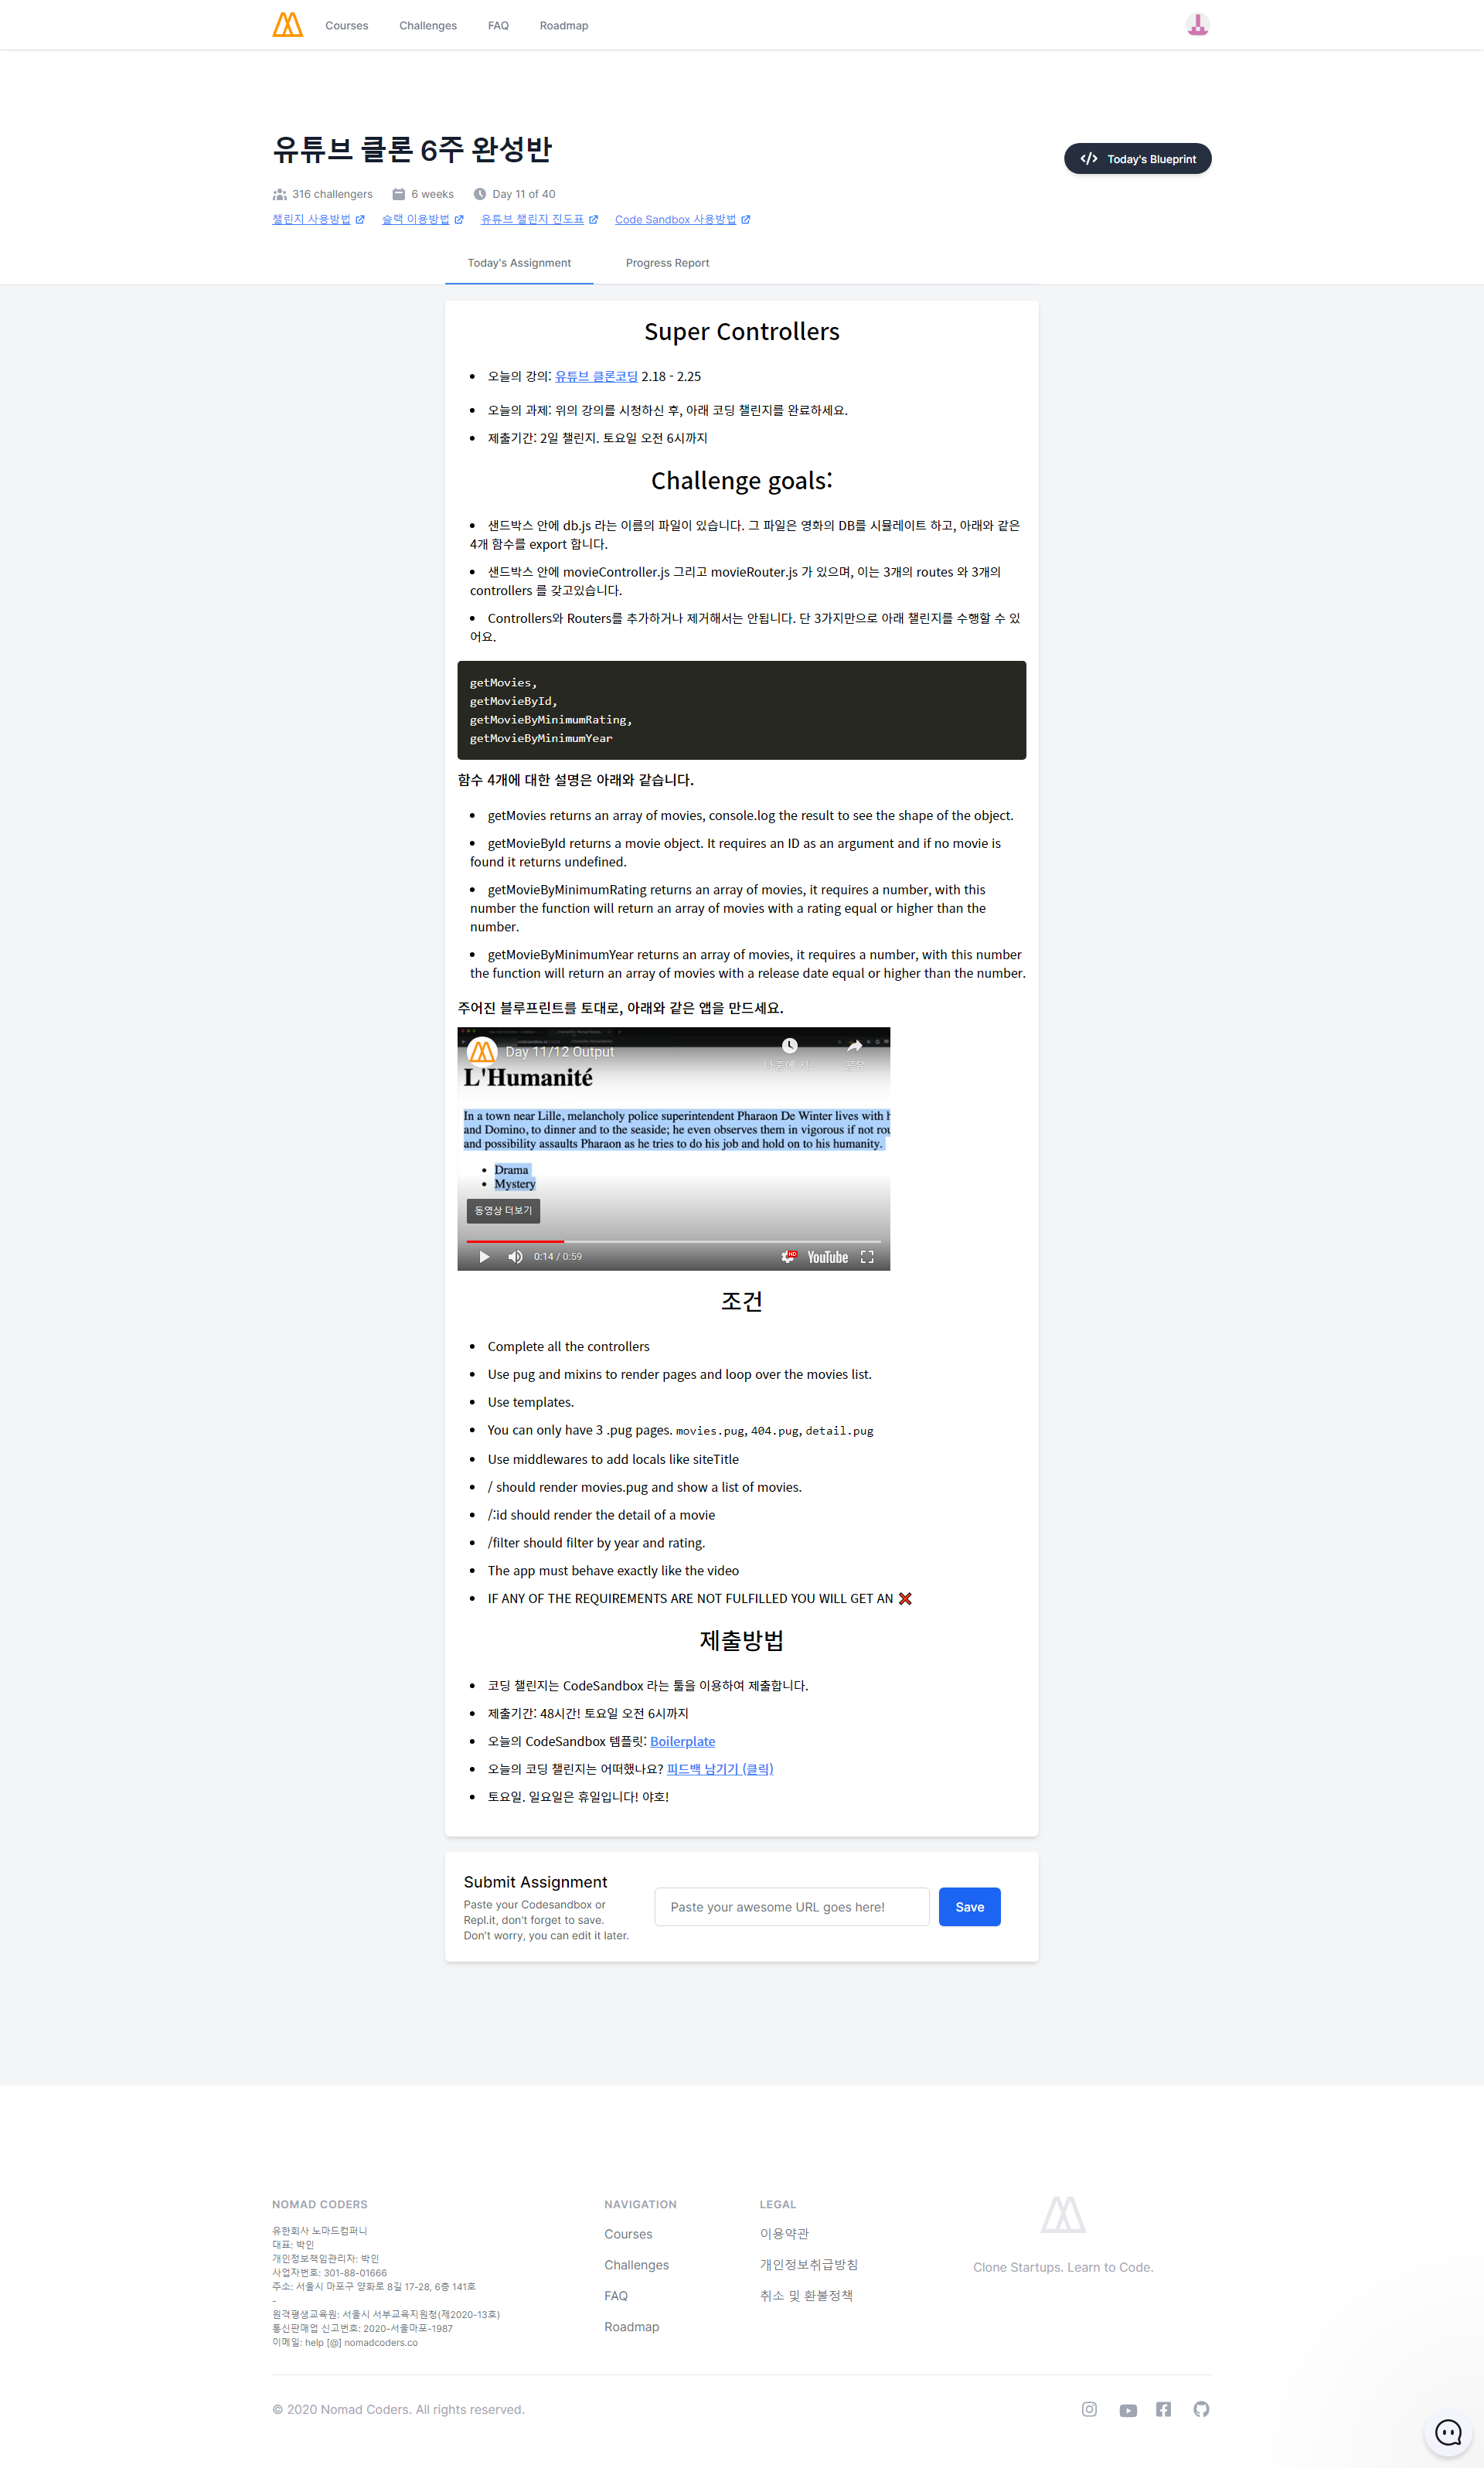 Courses Challenges FAQ Roadmap
유튜브 클론 6주 완성반
Today's Blueprint
316 challengers 6 weeks Day 11 of 40
챌린지 사용방법 슬랙 이용방법 유튜브 챌린지 진도표 Code Sandbox 사용방법
Today's Assignment Progress Report
Super Controllers
오늘의 강의: 유튜브 클론코딩 2.18 - 2.25
오늘의 과제: 위의 강의를 시청하신 후, 아래 코딩 챌린지를 완료하세요.
제출기간: 2일 챌린지. 토요일 오전 6시까지
Challenge goals:
샌드박스 안에 db.js 라는 이름의 파일이 있습니다. 그 파일은 영화의 DB를 시뮬레이트 하고, 아래와 같은
4개 함수를 export 합니다.
샌드박스 안에 movieController.js 그리고 movieRouter.js 가 있으며, 이는 3개의 routes 와 3개의
controllers 를 갖고있습니다.
Controllers와 Routers를 추가하거나 제거해서는 안됩니다. 단 3가지만으로 아래 챌린지를 수행할 수 있
어요.
getMovies,
getMovieById,
getMovieByMinimumRating,
getMovieByMinimumYear
함수 4개에 대한 설명은 아래와 같습니다.
getMovies returns an array of movies, console.log the result to see the shape of the object.
getMovieById returns a movie object. It requires an ID as an argument and if no movie is
found it returns undefined.
getMovieByMinimumRating returns an array of movies, it requires a number, with this
number the function will return an array of movies with a rating equal or higher than the
number.
getMovieByMinimumYear returns an array of movies, it requires a number, with this number
the function will return an array of movies with a release date equal or higher than the number.
주어진 블루프린트를 토대로, 아래와 같은 앱을 만드세요.
Day 11/12 Output
나중에 시... 공유
L'Humanité
In a town near Lille, melancholy police superintendent Pharaon De Winter lives with
and Domino, to dinner and to the seaside; he even observes them in vigorous if not
and possibility assaults Pharaon as he tries to do his job and hold on to his humanity.
Drama
Mystery
동영상 더보기
0:14 / 0:59 HD YouTube
조건
Complete all the controllers
Use pug and mixins to render pages and loop over the movies list.
Use templates.
You can only have 3 .pug pages. movies.pug, 404.pug, detail.pug
Use middlewares to add locals like siteTitle
/ should render movies.pug and show a list of movies.
/:id should render the detail of a movie
/filter should filter by year and rating.
The app must behave exactly like the video
IF ANY OF THE REQUIREMENTS ARE NOT FULFILLED YOU WILL GET AN ❌
제출방법
코딩 챌린지는 CodeSandbox 라는 툴을 이용하여 제출합니다.
제출기간: 48시간! 토요일 오전 6시까지
오늘의 CodeSandbox 템플릿: Boilerplate
오늘의 코딩 챌린지는 어떠했나요? 피드백 남기기 (클릭)
토요일. 일요일은 휴일입니다! 야호!
Submit Assignment
Paste your Codesandbox or
Repl.it, don't forget to save.
Don't worry, you can edit it later.
Paste your awesome URL goes here!
Save
NOMAD CODERS
유한회사 노마드컴퍼니
대표: 박인
개인정보책임관리자: 박인
사업자번호: 301-88-01666
주소: 서울시 마포구 양화로 8길 17-28, 6층 141호
-
원격평생교육원: 서울시 서부교육지원청(제2020-13호)
통신판매업 신고번호: 2020-서울마포-1987
이메일: help [@] nomadcoders.co
NAVIGATION
Courses
Challenges
FAQ
Roadmap
LEGAL
이용약관
개인정보취급방침
취소 및 환불정책
Clone Startups. Learn to Code.
© 2020 Nomad Coders. All rights reserved.